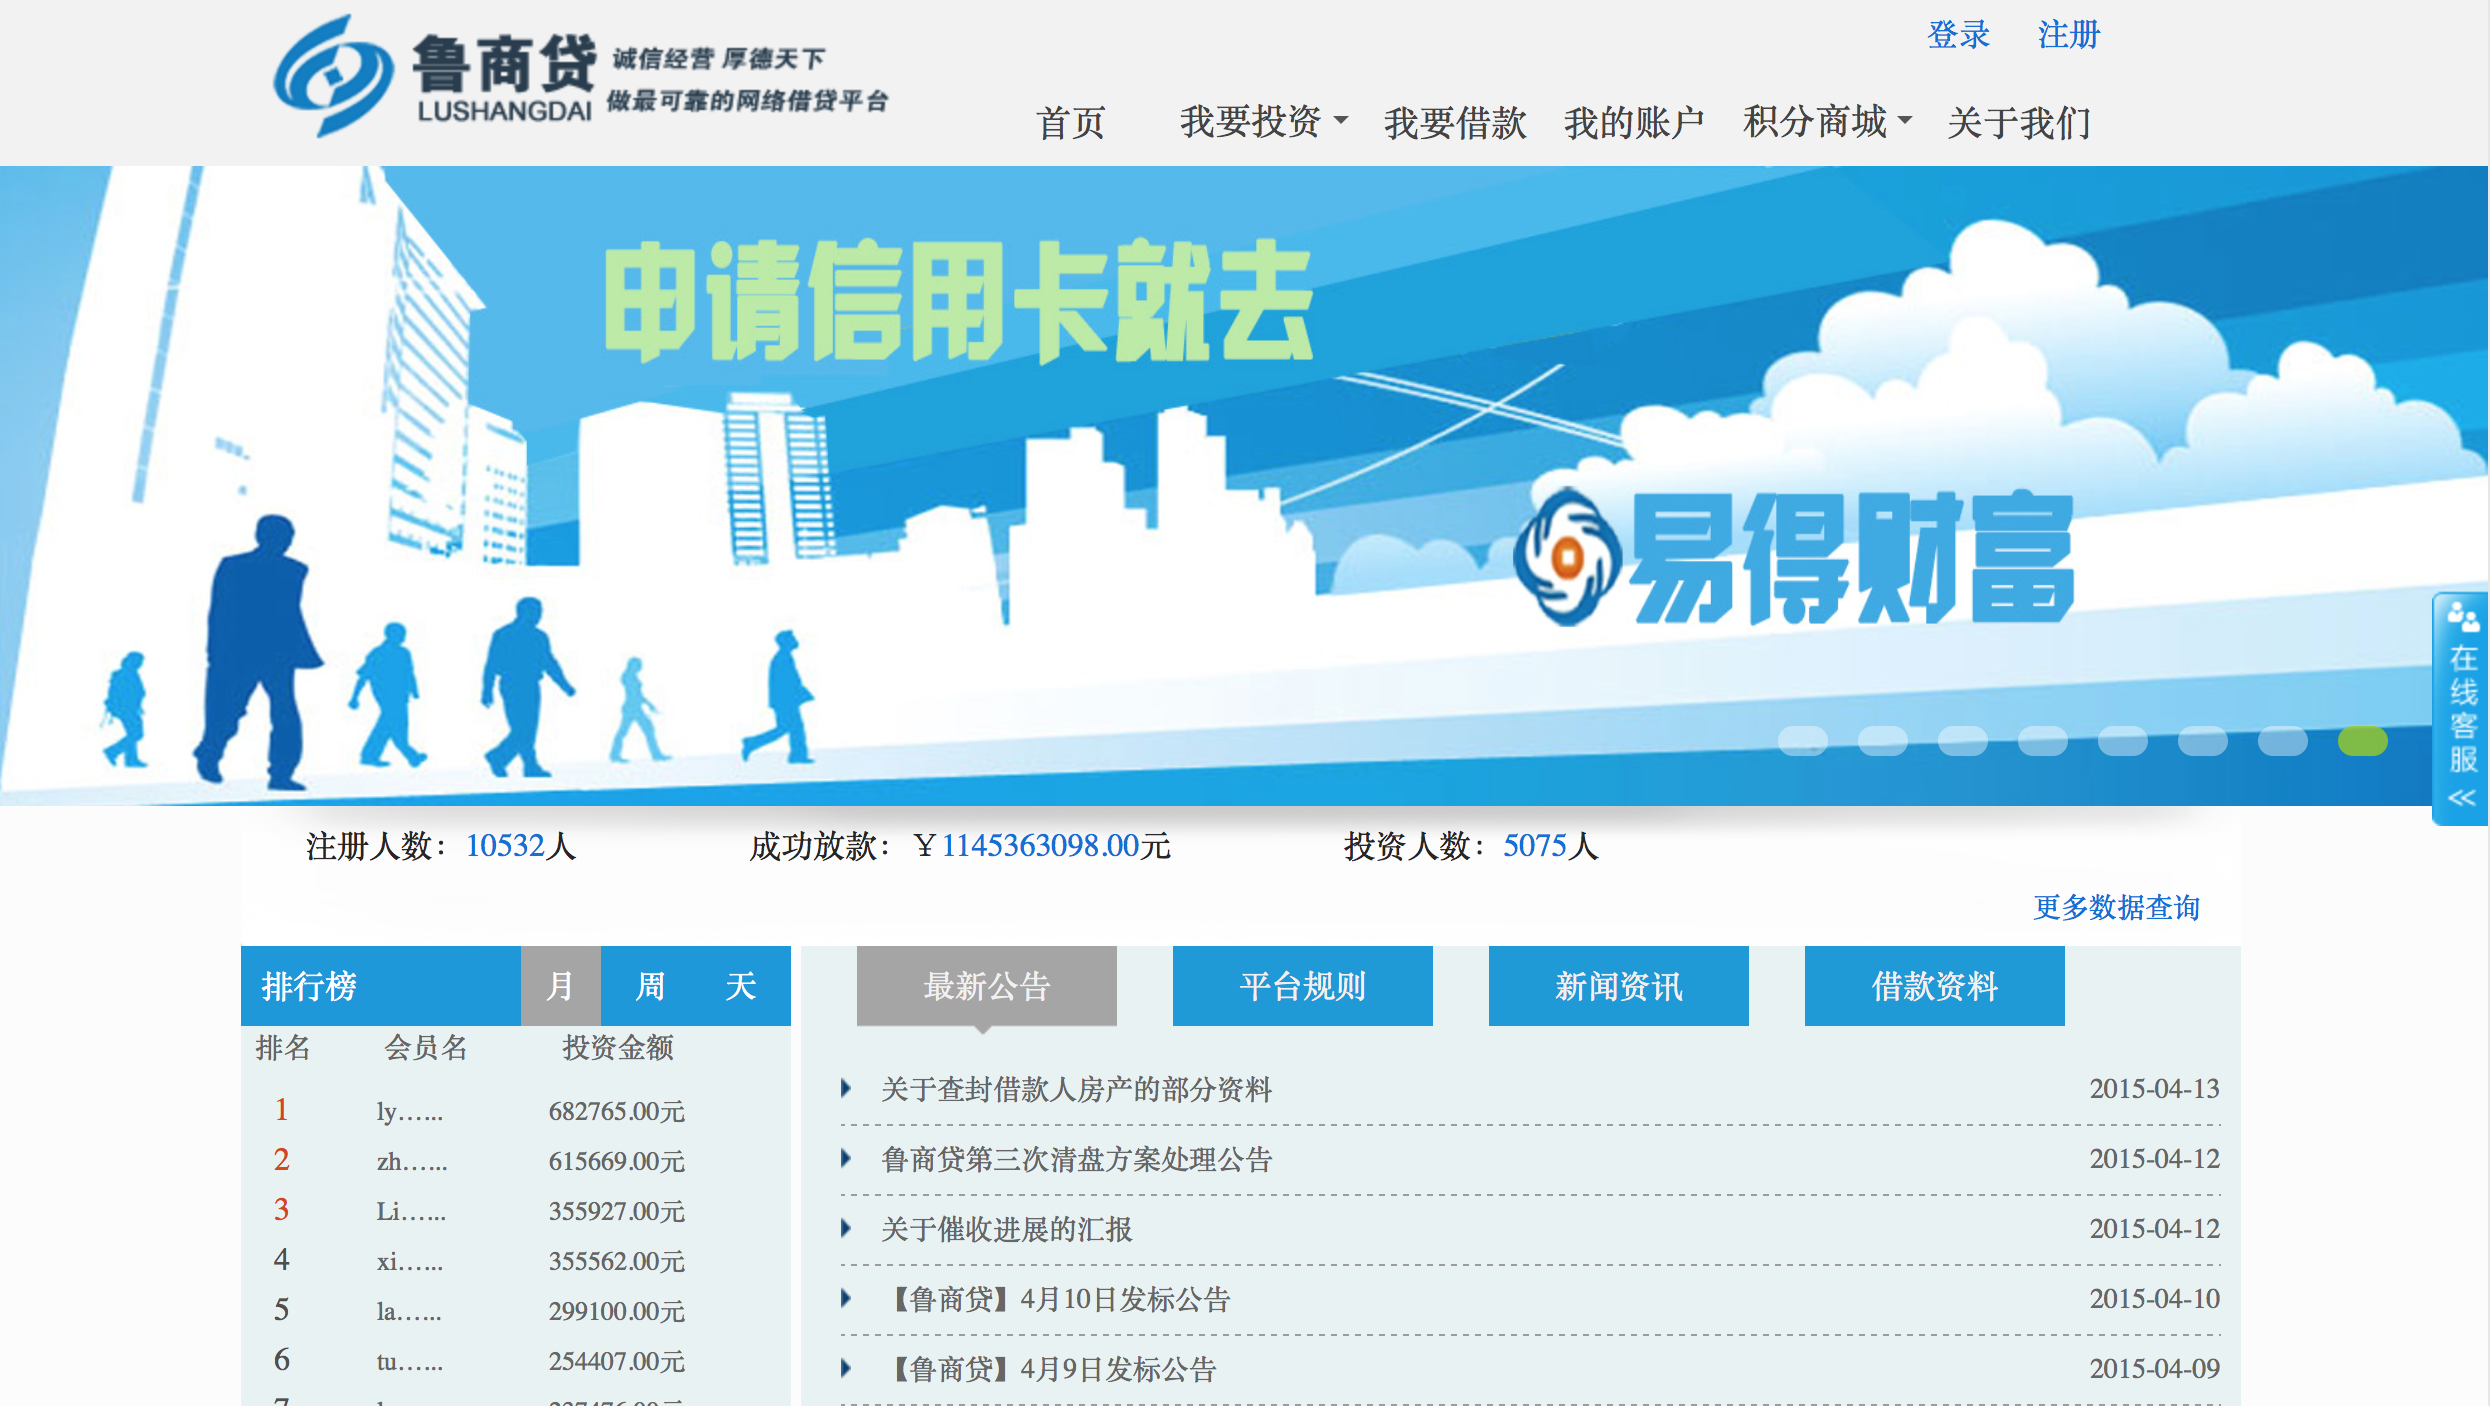 登录 注册
鲁商贷 诚信经营 厚德天下
LUSHANGDAI 做最可靠的网络借贷平台
首页 我要投资 我要借款 我的账户 积分商城 关于我们
申请信用卡就去
易得财富
在线客服
注册人数：10532人 成功放款：￥1145363098.00元 投资人数：5075人
更多数据查询
排行榜 月 周 天
排名 会员名 投资金额
1 ly…... 682765.00元
2 zh…... 615669.00元
3 Li…... 355927.00元
4 xi…... 355562.00元
5 la…... 299100.00元
6 tu…... 254407.00元
最新公告 平台规则 新闻资讯 借款资料
关于查封借款人房产的部分资料 2015-04-13
鲁商贷第三次清盘方案处理公告 2015-04-12
关于催收进展的汇报 2015-04-12
【鲁商贷】4月10日发标公告 2015-04-10
【鲁商贷】4月9日发标公告 2015-04-09